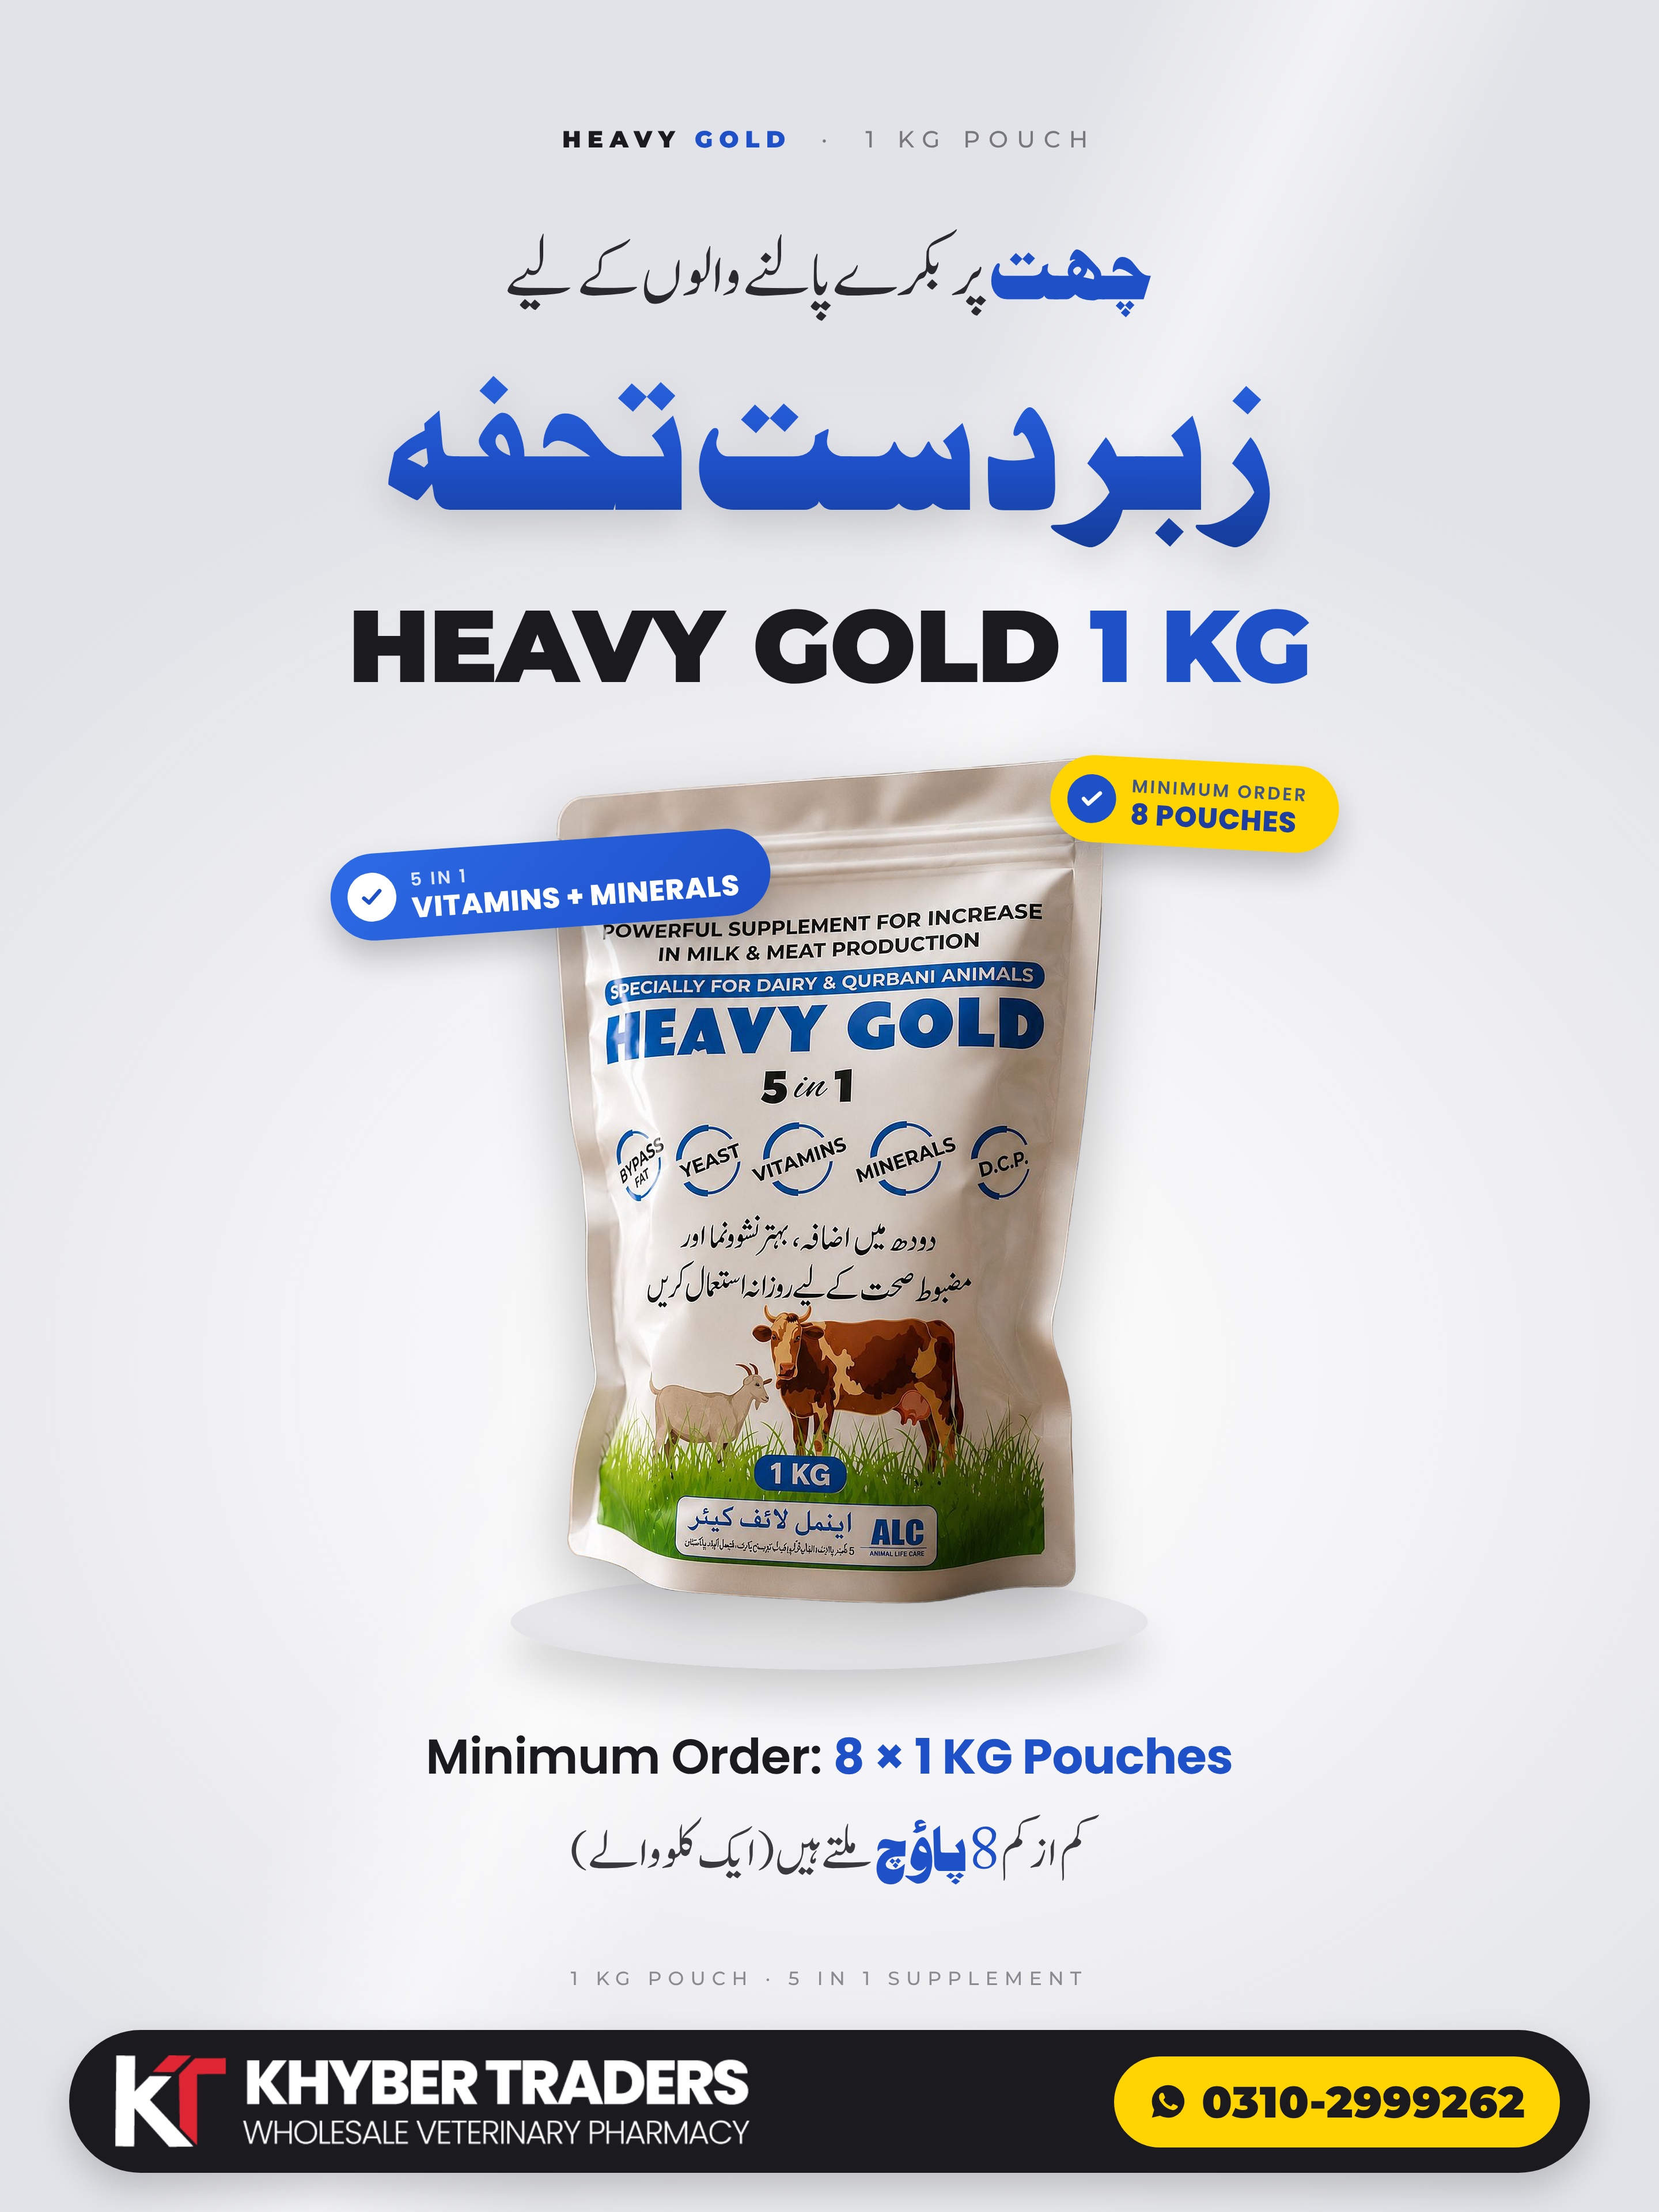 HEAVY GOLD · 1 KG POUCH
چھت پر بکرے پالنے والوں کے لیے
زبردست تحفہ
HEAVY GOLD 1 KG
MINIMUM ORDER
8 POUCHES
5 IN 1
VITAMINS + MINERALS
POWERFUL SUPPLEMENT FOR INCREASE
IN MILK & MEAT PRODUCTION
SPECIALLY FOR DAIRY & QURBANI ANIMALS
HEAVY GOLD
5 in 1
BYPASS FAT YEAST VITAMINS MINERALS D.C.P.
دودھ میں اضافہ، بہتر نشوونما اور
مضبوط صحت کے لیے روزانہ استعمال کریں
1 KG
اینمل لائف کیئر
ALC
ANIMAL LIFE CARE
Minimum Order: 8 × 1 KG Pouches
کم از کم 8 پاؤچ ملتے ہیں (ایک کلو والے)
1 KG POUCH · 5 IN 1 SUPPLEMENT
KT KHYBER TRADERS
WHOLESALE VETERINARY PHARMACY
0310-2999262